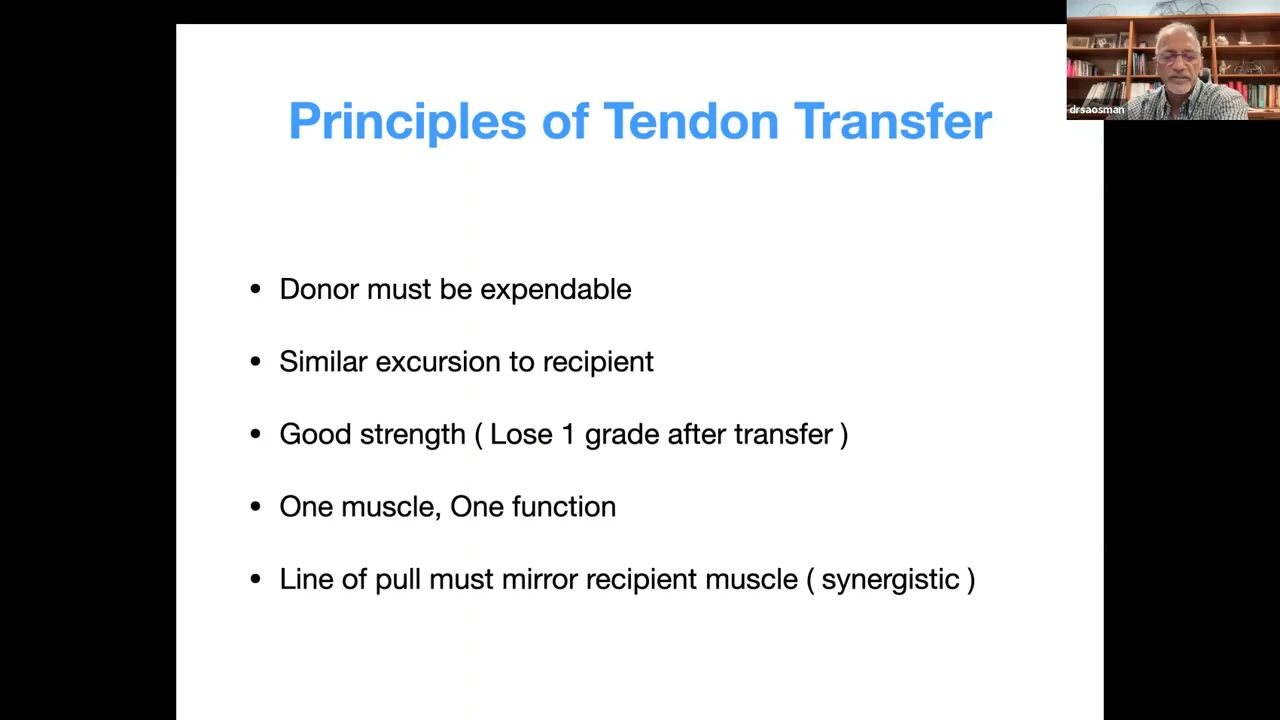 Principles of Tendon Transfer
drsaosman
• Donor must be expendable
• Similar excursion to recipient
• Good strength ( Lose 1 grade after transfer )
• One muscle, One function
• Line of pull must mirror recipient muscle ( synergistic )